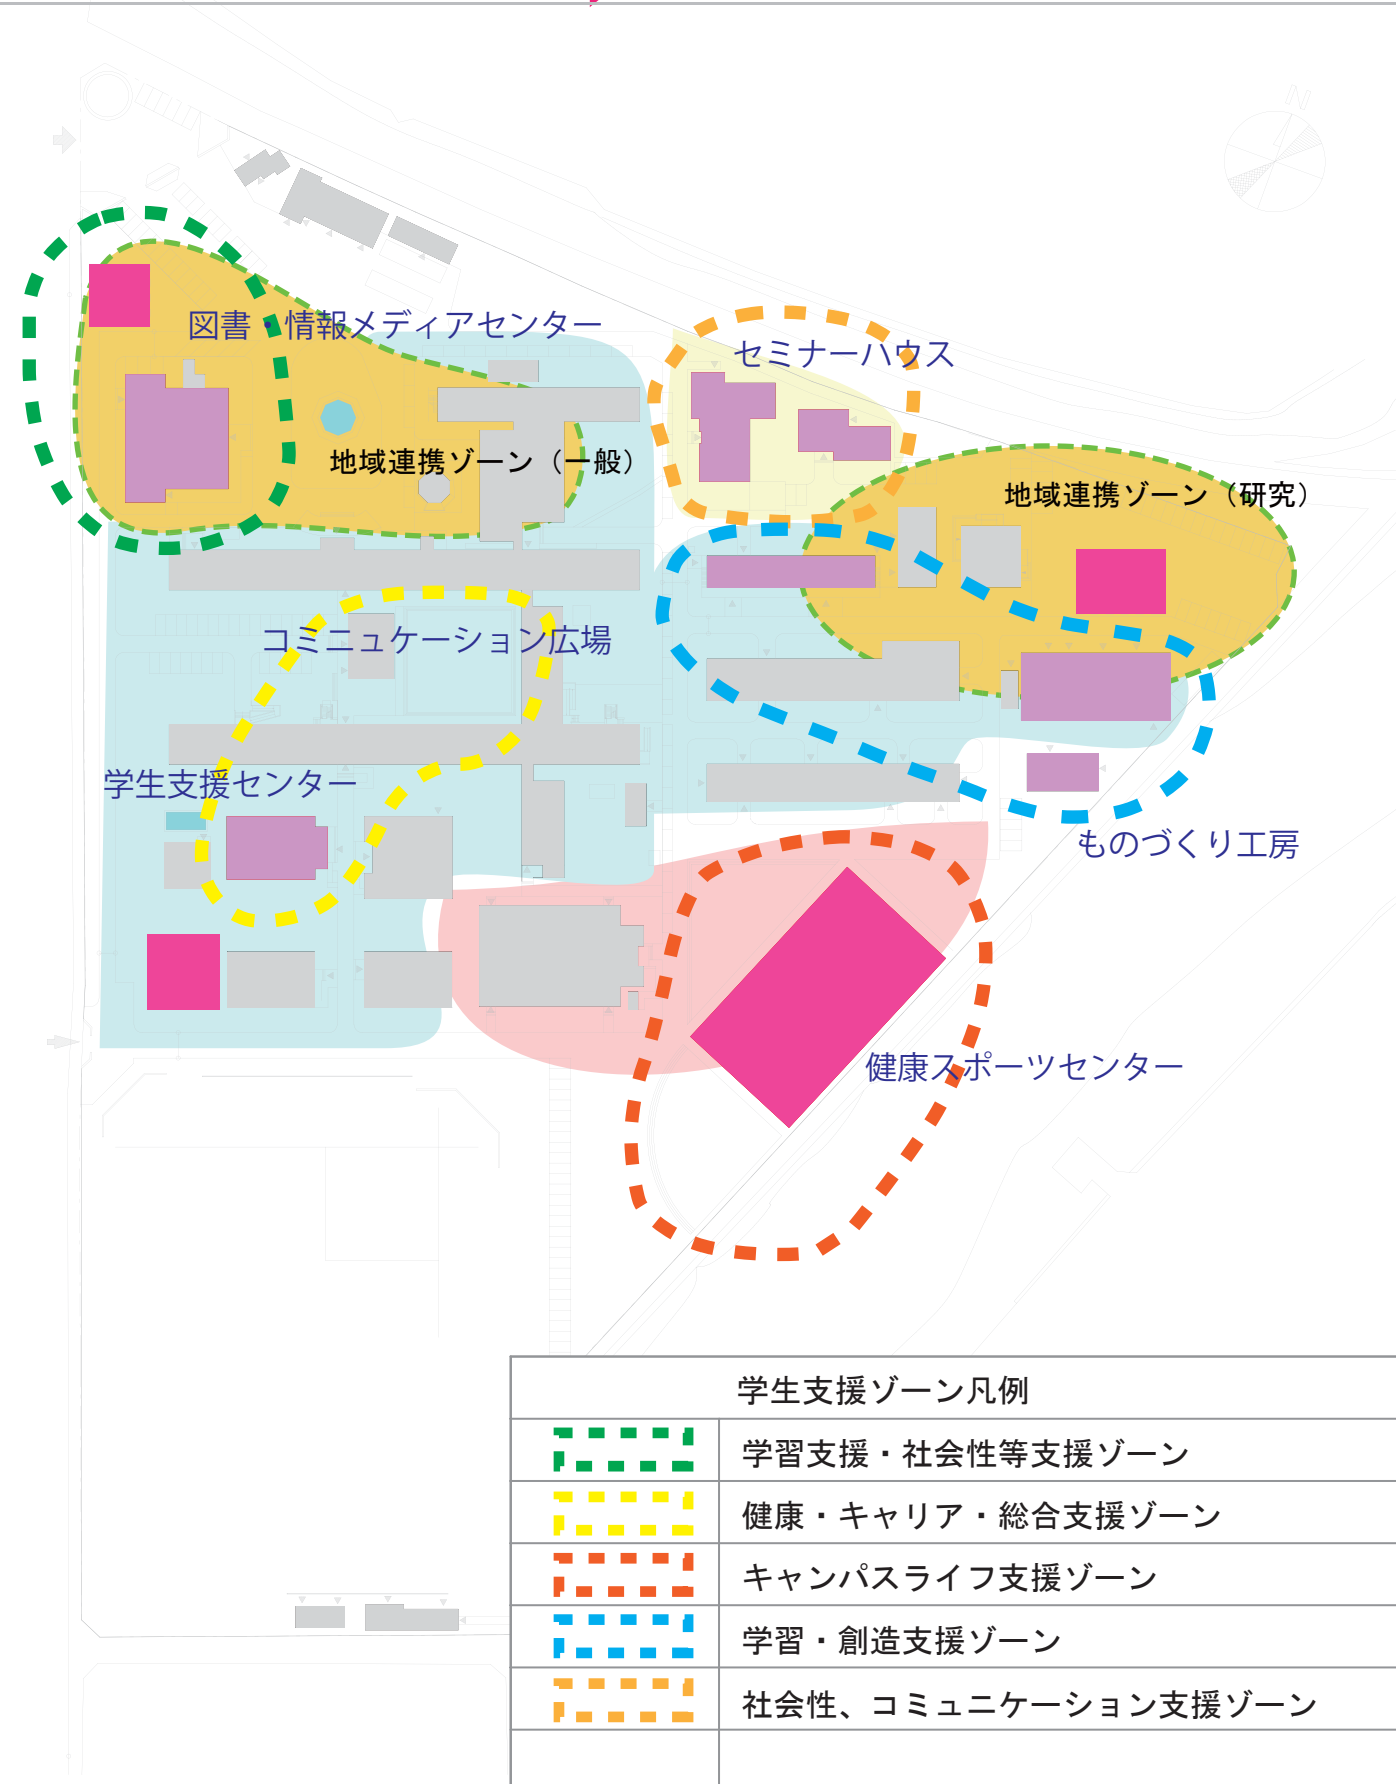 N
図書・情報メディアセンター
セミナーハウス
地域連携ゾーン（一般）
地域連携ゾーン（研究）
コミニュケーション広場
学生支援センター
ものづくり工房
健康スポーツセンター
学生支援ゾーン凡例
学習支援・社会性等支援ゾーン
健康・キャリア・総合支援ゾーン
キャンパスライフ支援ゾーン
学習・創造支援ゾーン
社会性、コミュニケーション支援ゾーン